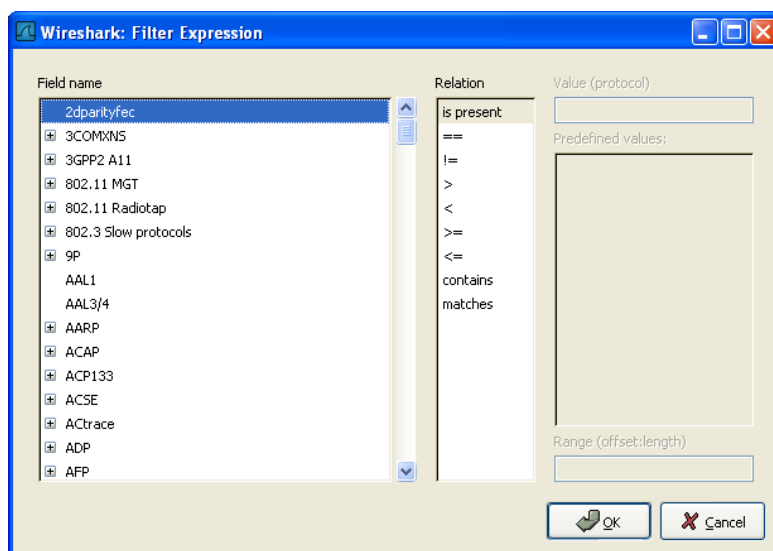 Wireshark: Filter Expression
Field name
2dparityfec
3COMXNS
3GPP2 A11
802.11 MGT
802.11 Radiotap
802.3 Slow protocols
9P
AAL1
AAL3/4
AARP
ACAP
ACP133
ACSE
ACtrace
ADP
AFP
Relation
is present
==
!=
>
<
>=
<=
contains
matches
Value (protocol)
Predefined values:
Range (offset:length)
OK
Cancel